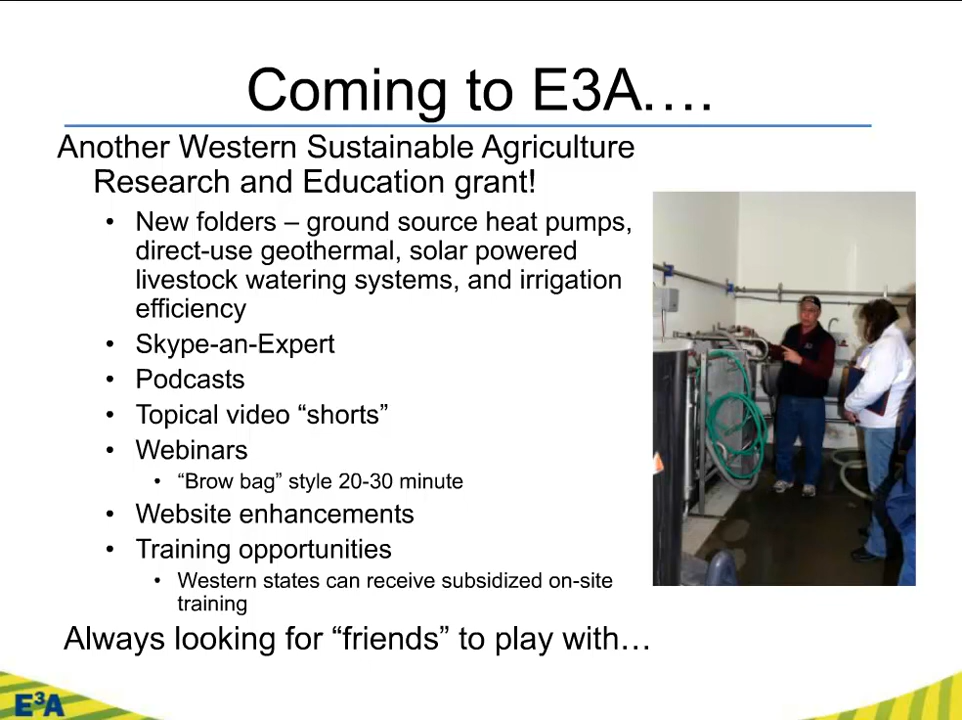 Coming to E3A….
Another Western Sustainable Agriculture
Research and Education grant!
• New folders – ground source heat pumps,
direct-use geothermal, solar powered
livestock watering systems, and irrigation
efficiency
• Skype-an-Expert
• Podcasts
• Topical video “shorts”
• Webinars
• “Brow bag” style 20-30 minute
• Website enhancements
• Training opportunities
• Western states can receive subsidized on-site
training
Always looking for “friends” to play with…
E³A